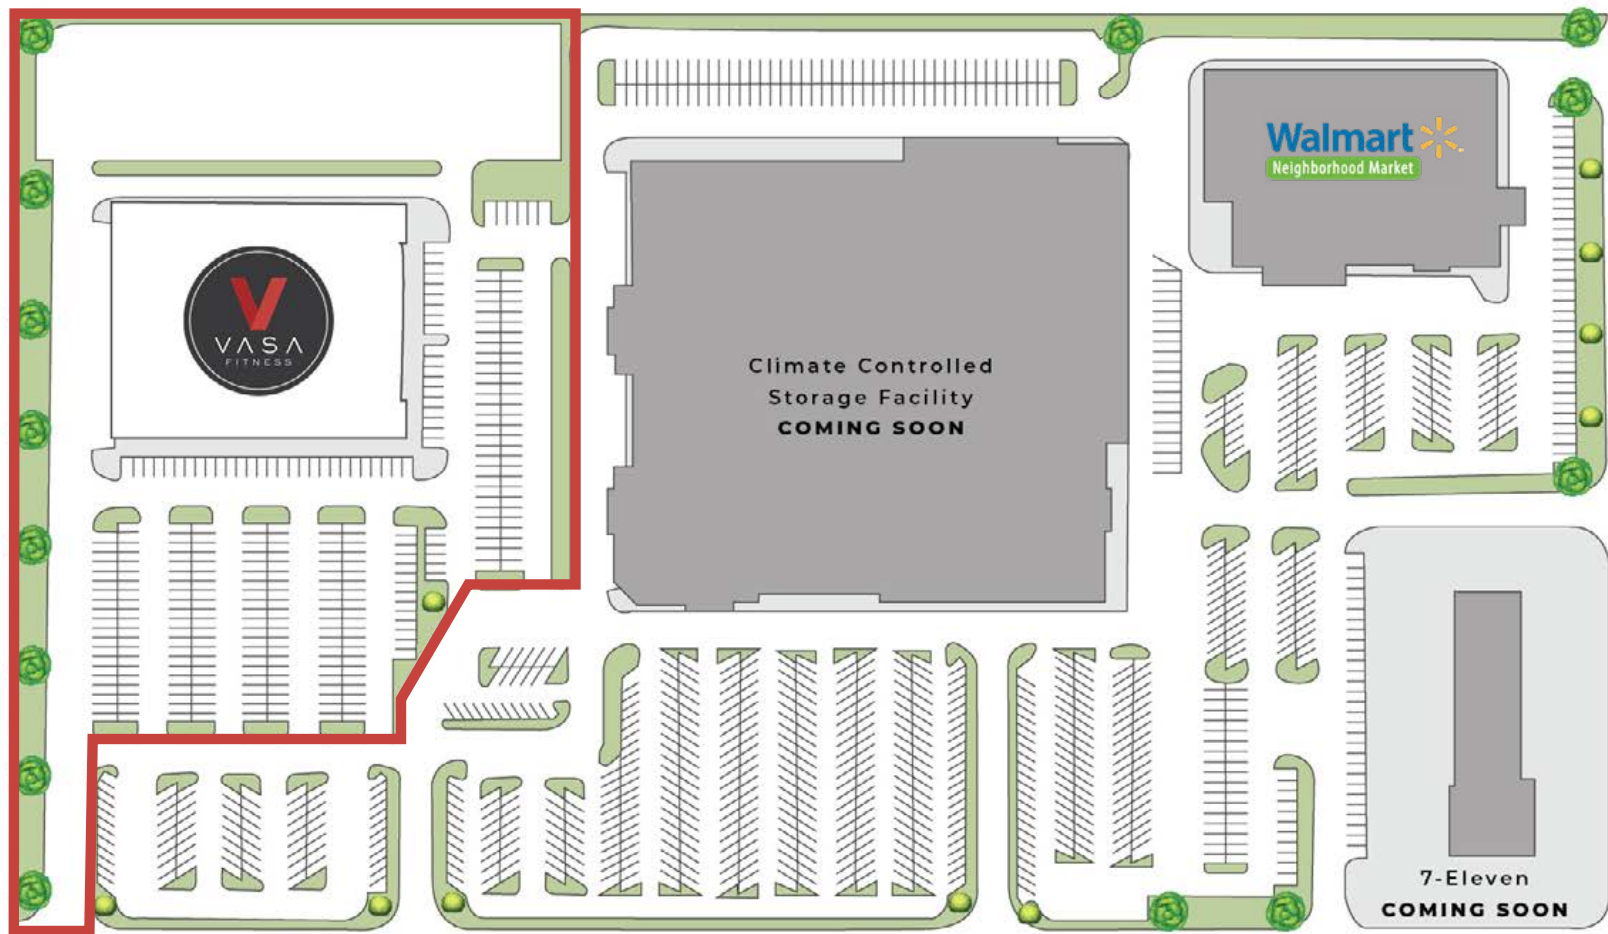 Walmart
Neighborhood Market
VASA
FITNESS
Climate Controlled
Storage Facility
COMING SOON
7-Eleven
COMING SOON